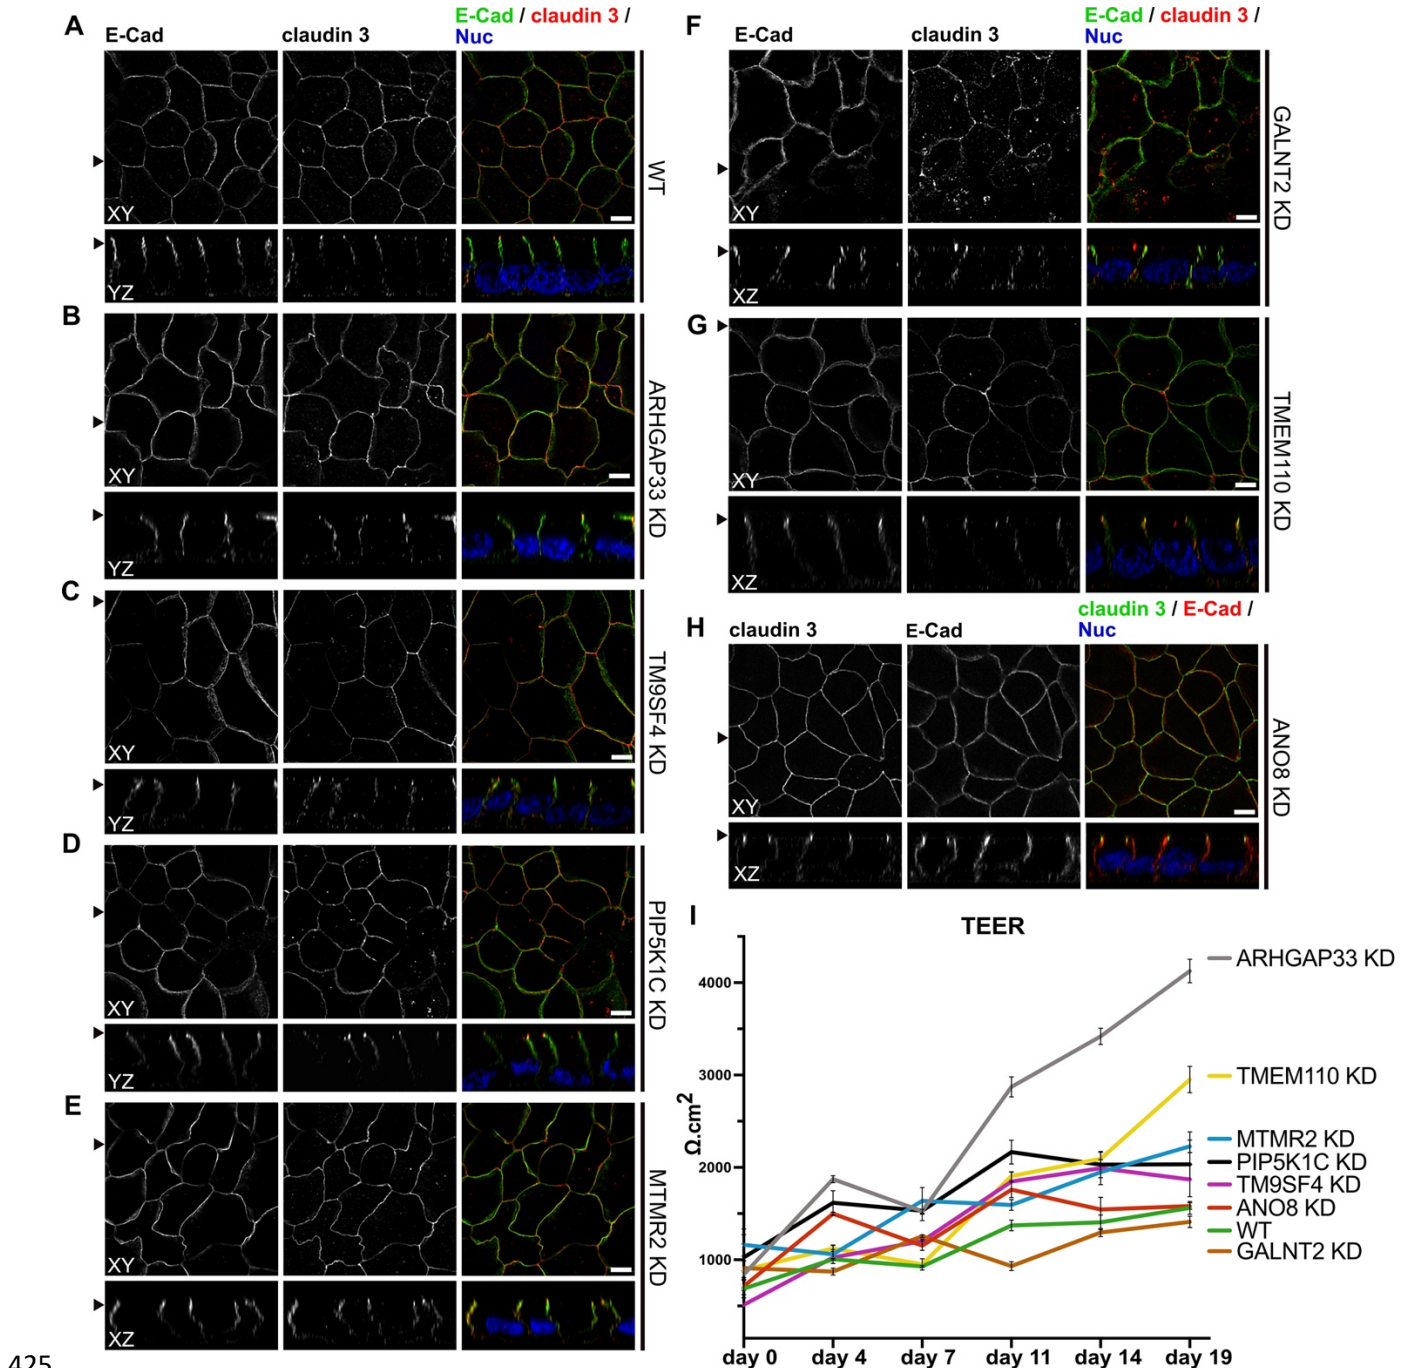 A
E-Cad
claudin 3
E-Cad / claudin 3 /
Nuc
XY
YZ
WT
B
XY
YZ
ARHGAP33 KD
C
XY
YZ
TM9SF4 KD
D
XY
YZ
PIP5K1C KD
E
XY
XZ
MTMR2 KD
F
E-Cad
claudin 3
E-Cad / claudin 3 /
Nuc
XY
XZ
GALNT2 KD
G
XY
XZ
TMEM110 KD
H
claudin 3
E-Cad
claudin 3 / E-Cad /
Nuc
XY
XZ
ANO8 KD
I
TEER
Ω.cm2
4000
3000
2000
1000
day 0
day 4
day 7
day 11
day 14
day 19
ARHGAP33 KD
TMEM110 KD
MTMR2 KD
PIP5K1C KD
TM9SF4 KD
ANO8 KD
WT
GALNT2 KD
425